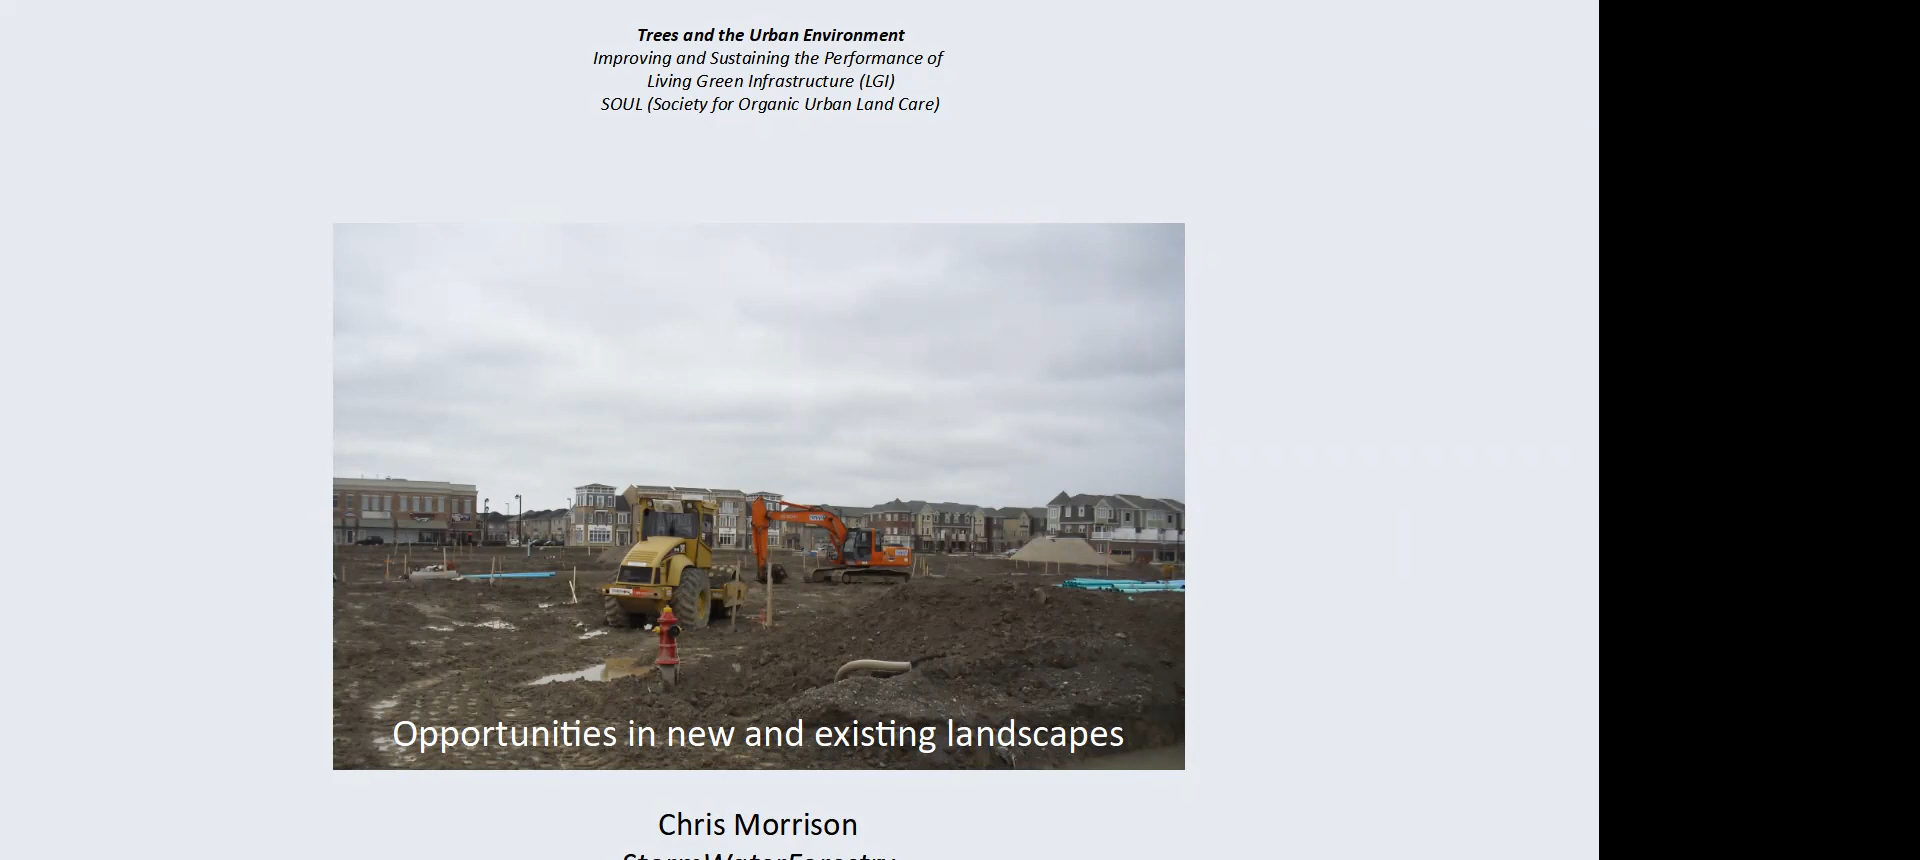 Trees and the Urban Environment
Improving and Sustaining the Performance of
Living Green Infrastructure (LGI)
SOUL (Society for Organic Urban Land Care)
Opportunities in new and existing landscapes
Chris Morrison
StormWaterForestry